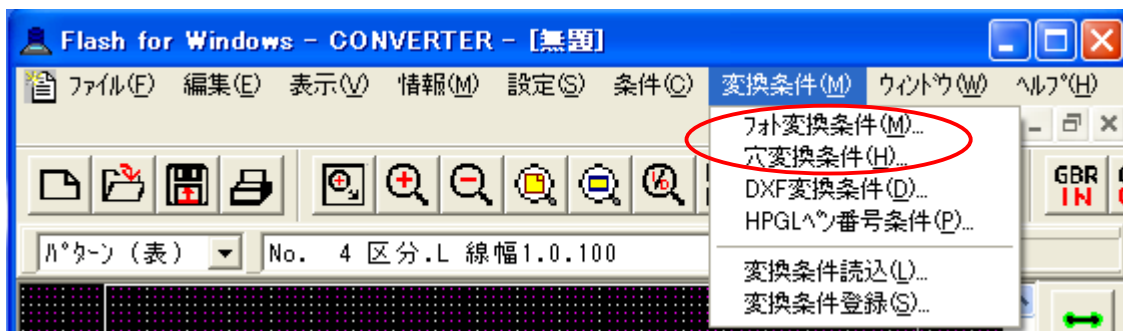 Flash for Windows - CONVERTER - [無題]
ﾌｧｲﾙ(F) 編集(E) 表示(V) 情報(M) 設定(S) 条件(C) 変換条件(M) ｳｨﾝﾄﾞｳ(W) ﾍﾙﾌﾟ(H)
ﾌｫﾄ変換条件(M)...
穴変換条件(H)...
DXF変換条件(D)...
HPGLﾍﾟﾝ番号条件(P)...
変換条件読込(L)...
変換条件登録(S)...
GBR
IN
ﾊﾟﾀｰﾝ (表) No. 4 区分.L 線幅1.0.100